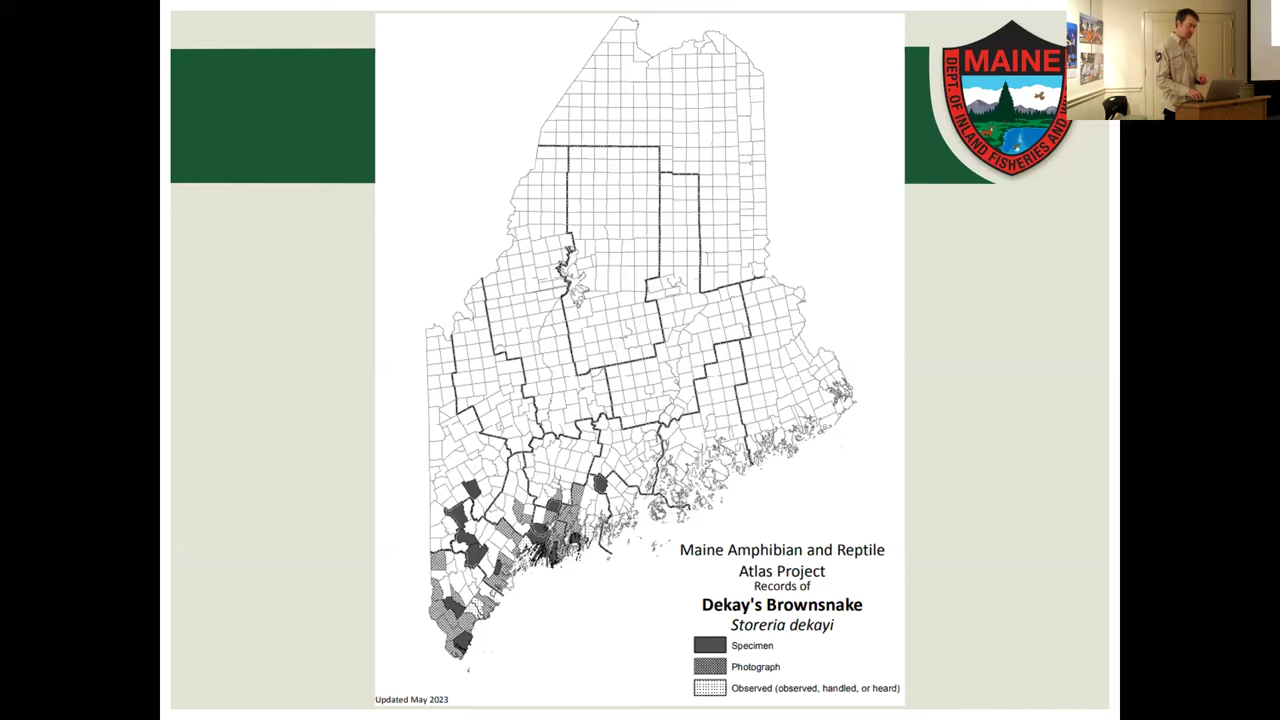 MAINE
DEPT. OF INLAND FISHERIES AND
Maine Amphibian and Reptile
Atlas Project
Records of
Dekay's Brownsnake
Storeria dekayi
Specimen
Photograph
Observed (observed, handled, or heard)
Updated May 2023